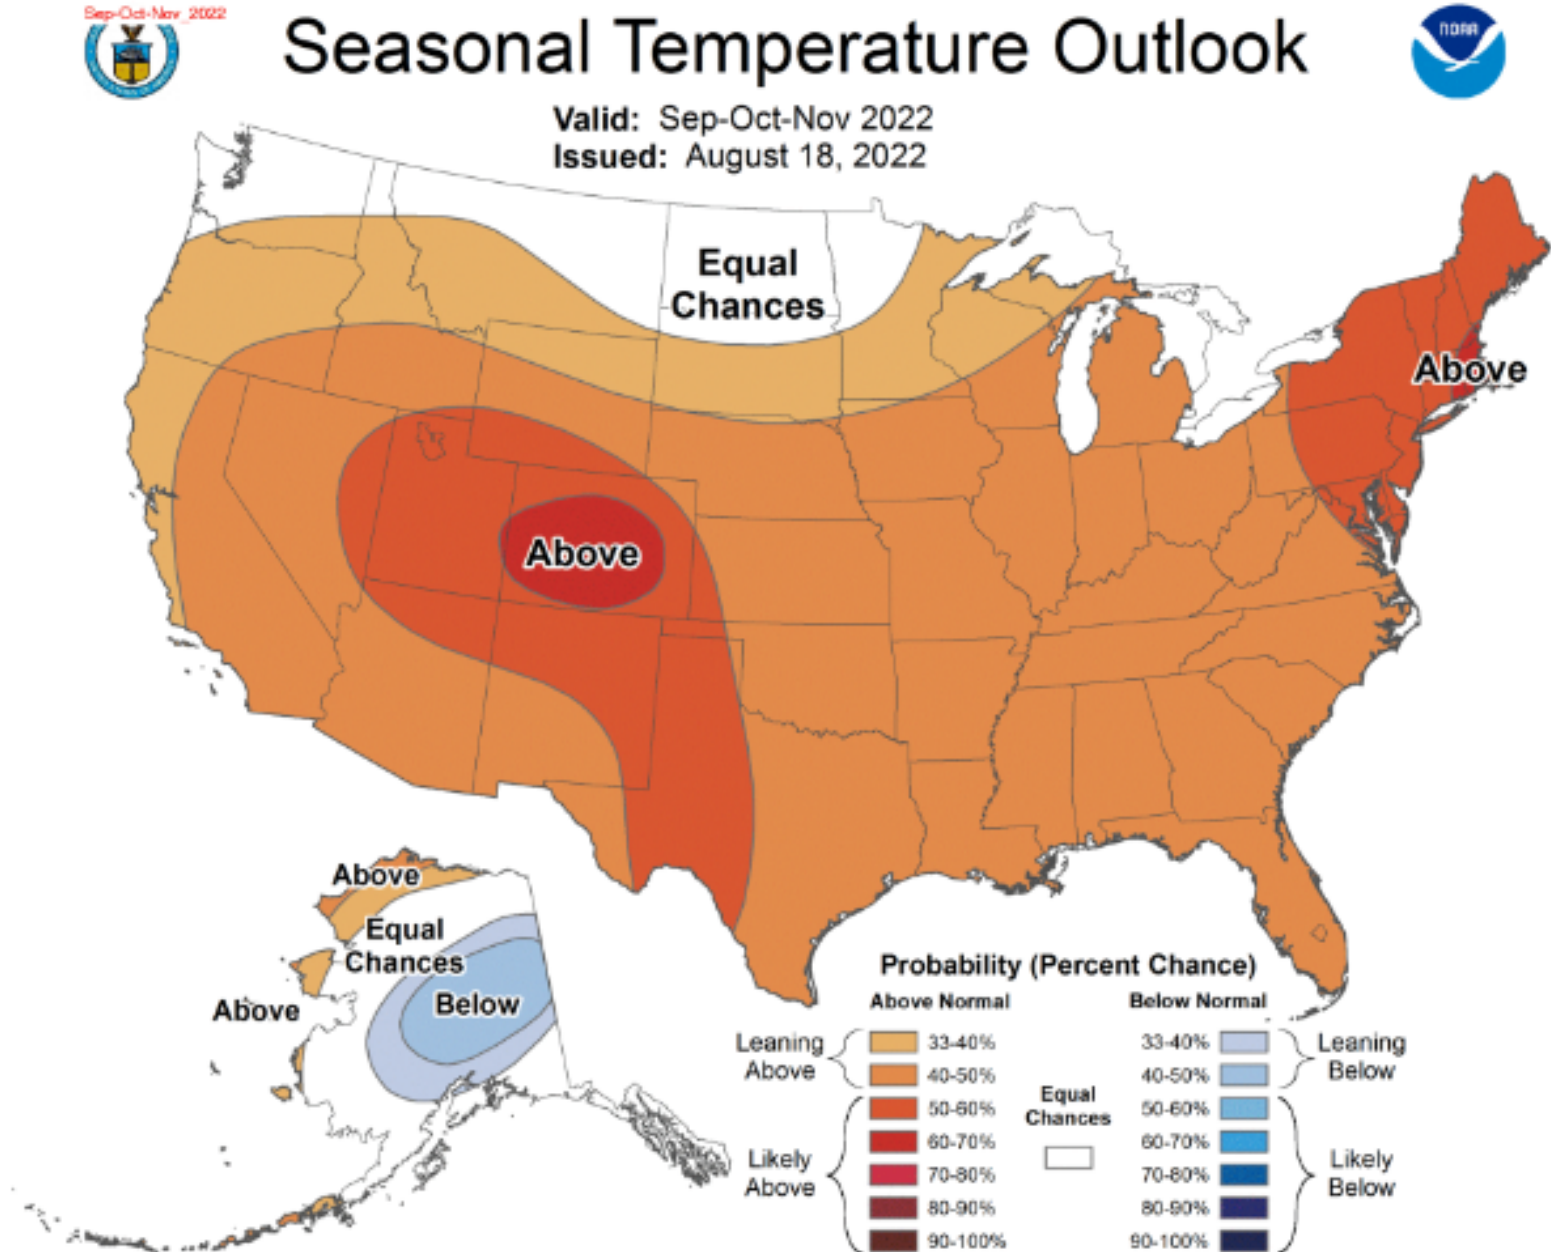 Sep-Oct-Nov_2022
Seasonal Temperature Outlook
NOAA
Valid: Sep-Oct-Nov 2022
Issued: August 18, 2022
Equal
Chances
Above
Above
Above
Equal
Chances
Below
Above
Probability (Percent Chance)
Above Normal
Below Normal
Leaning
Above
33-40%
40-50%
Likely
Above
50-60%
60-70%
70-80%
80-90%
90-100%
Equal
Chances
33-40%
40-50%
Leaning
Below
50-60%
60-70%
70-80%
80-90%
90-100%
Likely
Below